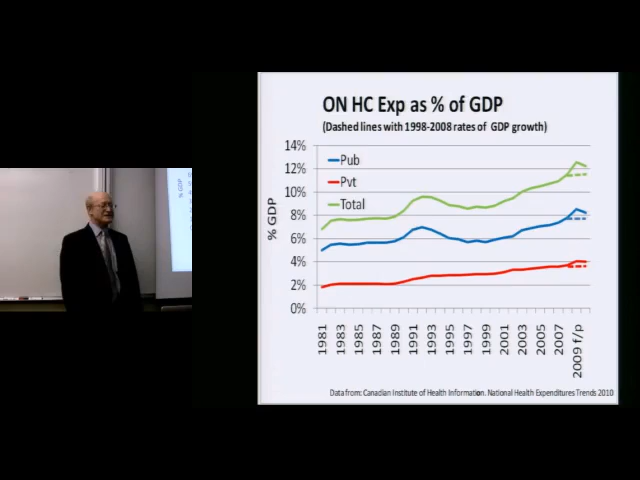 ON HC Exp as % of GDP
(Dashed lines with 1998-2008 rates of GDP growth)
14%
12%
10%
8%
6%
4%
2%
0%
% GDP
Pub
Pvt
Total
1981
1983
1985
1987
1989
1991
1993
1995
1997
1999
2001
2003
2005
2007
2009 f/p
Data from: Canadian Institute of Health Information. National Health Expenditures Trends 2010
% GDP